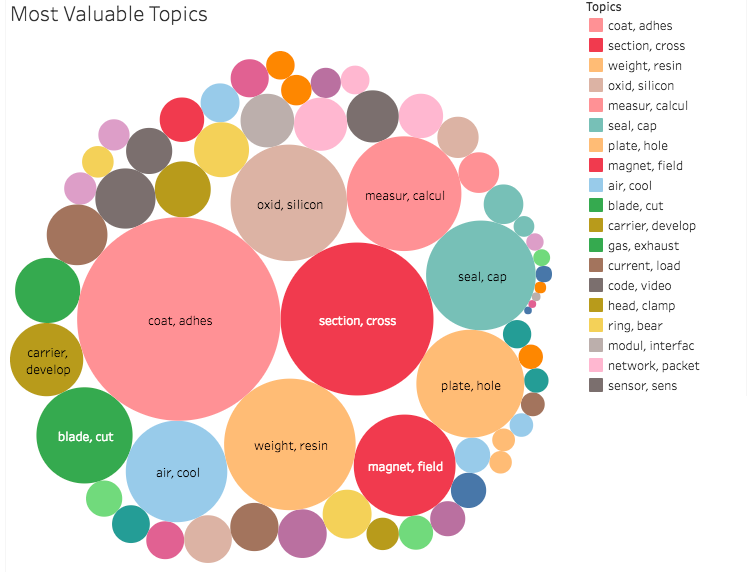 Most Valuable Topics
Topics
coat, adhes
section, cross
weight, resin
oxid, silicon
measur, calcul
seal, cap
plate, hole
magnet, field
air, cool
blade, cut
carrier, develop
gas, exhaust
current, load
code, video
head, clamp
ring, bear
modul, interfac
network, packet
sensor, sens
measur, calcul
oxid, silicon
seal, cap
coat, adhes
section, cross
carrier,
develop
plate, hole
blade, cut
weight, resin
magnet, field
air, cool